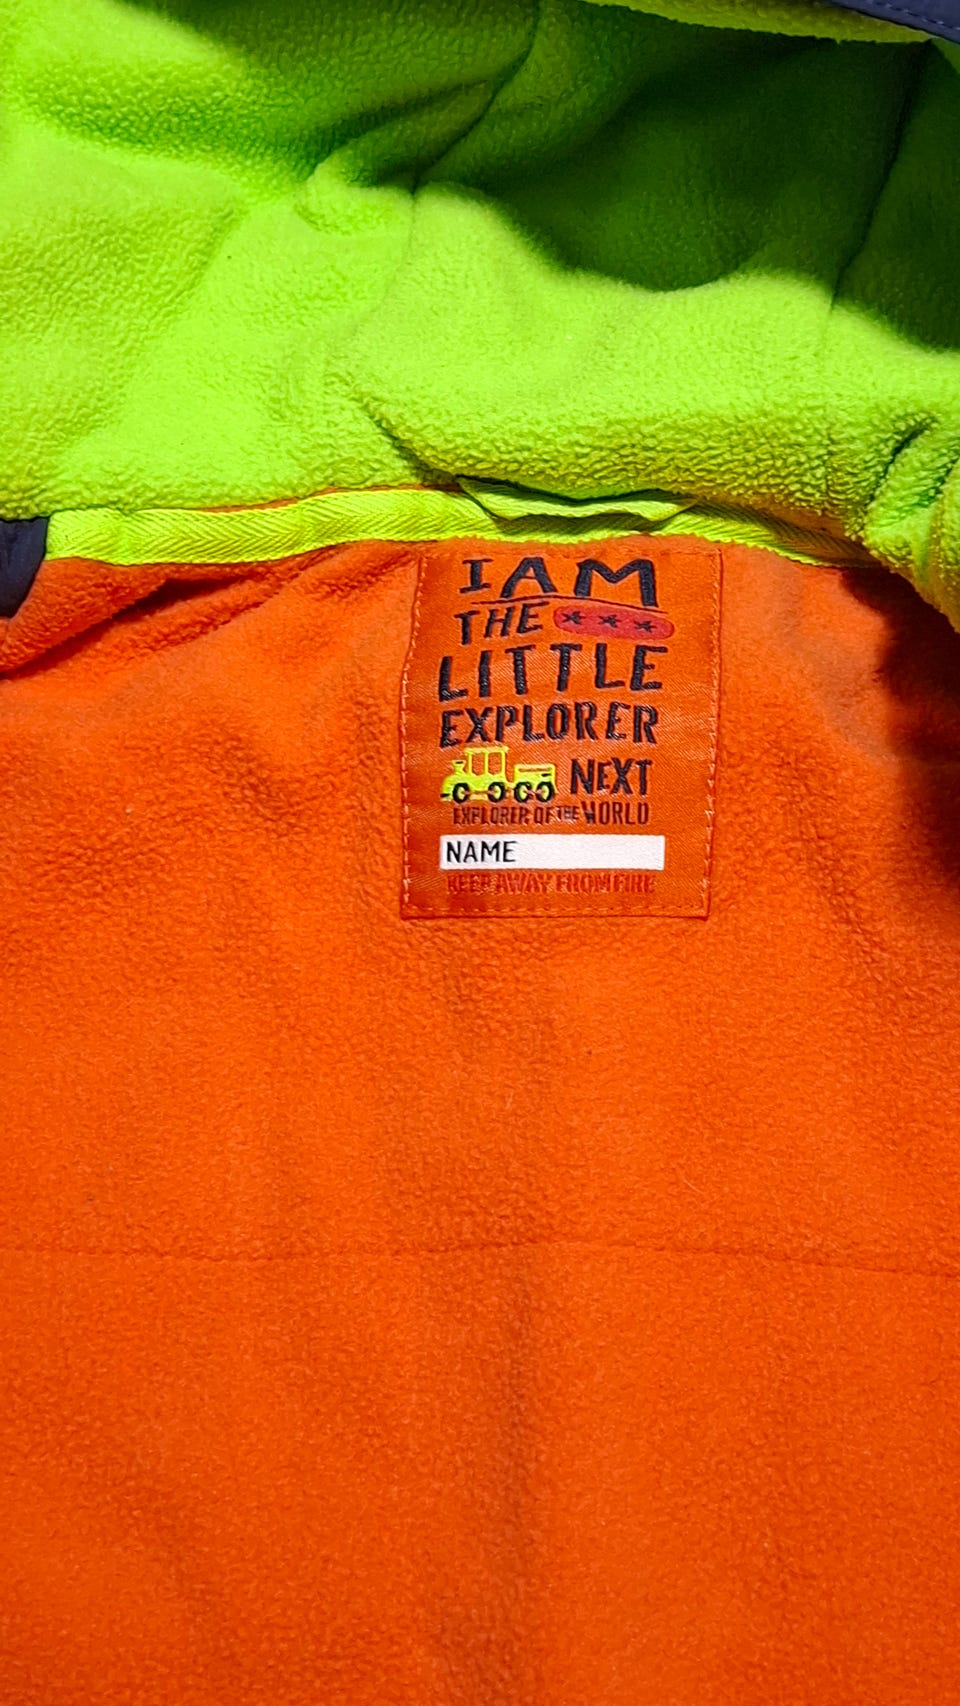 I AM
THE
LITTLE
EXPLORER
NEXT
EXPLORER OF THE WORLD
NAME
KEEP AWAY FROM FIRE